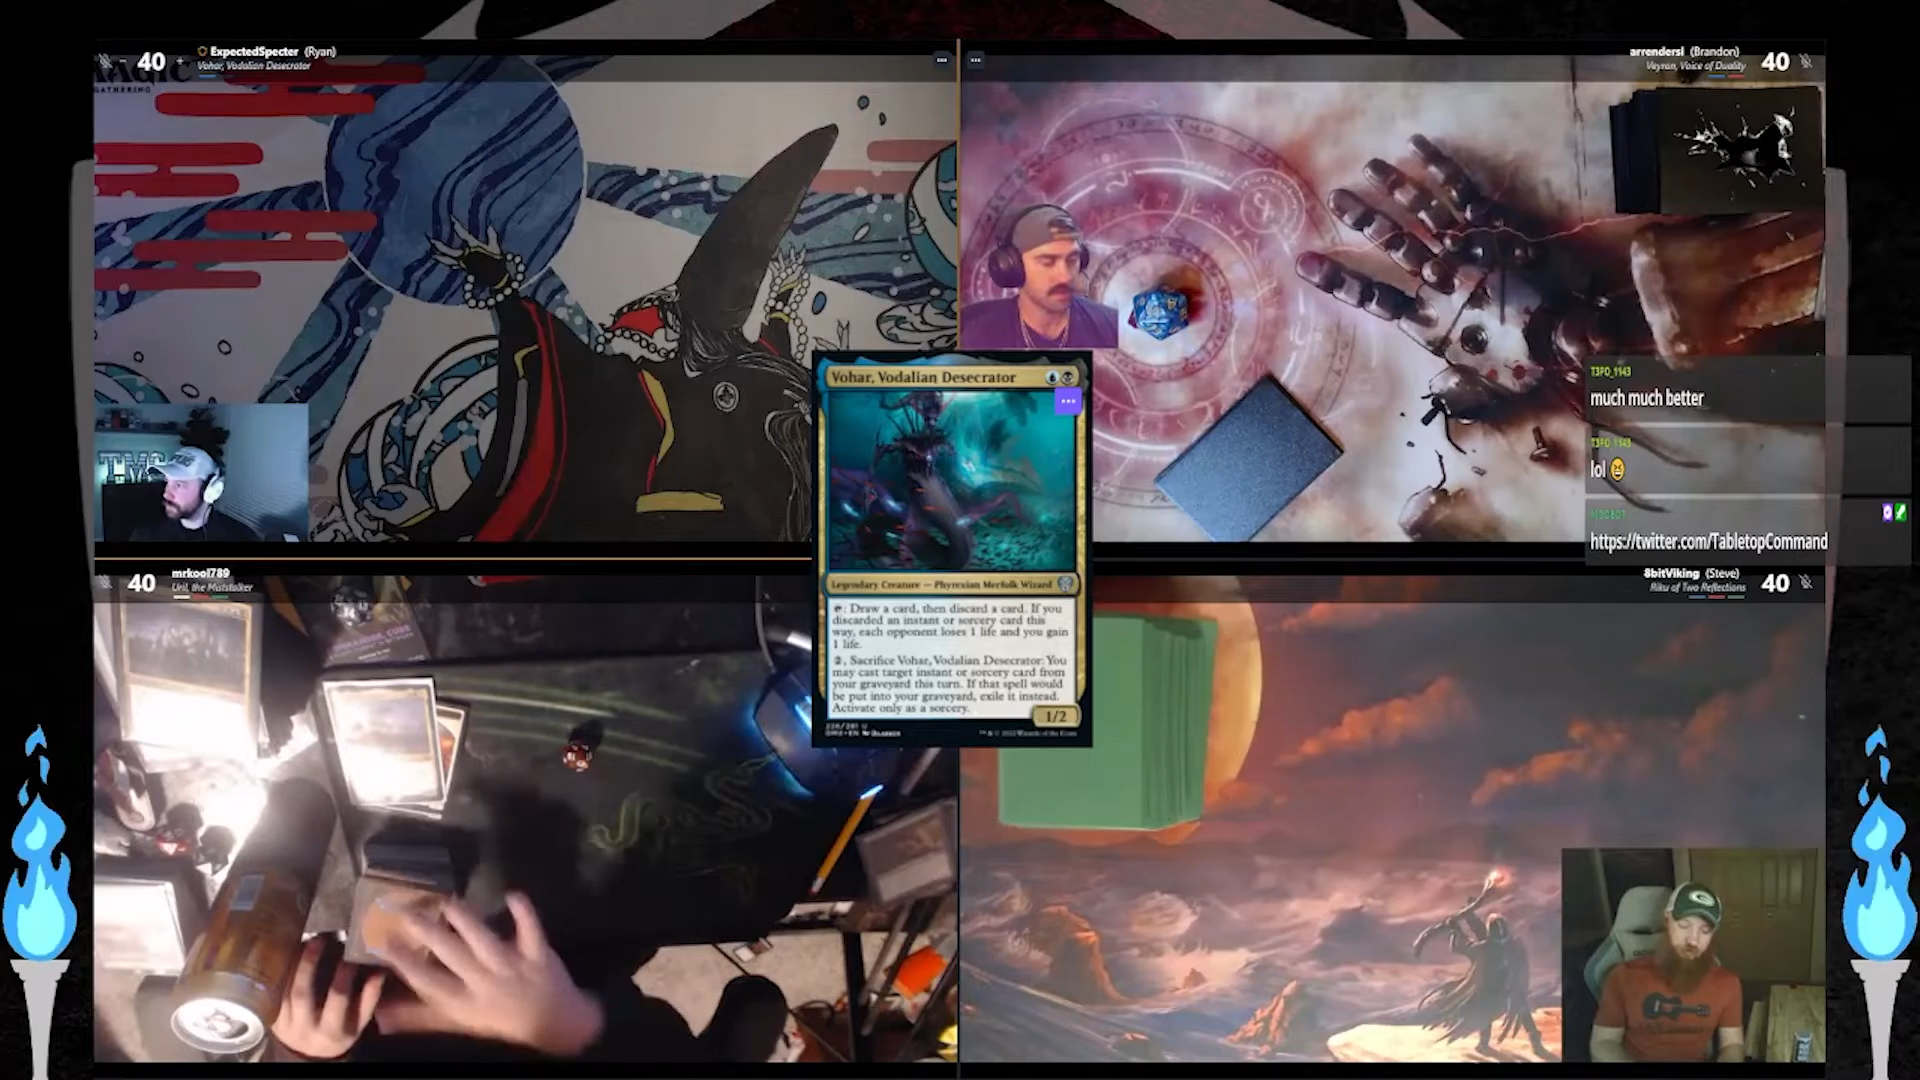 MAGIC
GATHERING
40
ExpectedSpecter (Ryan)
Vohar, Vodalian Desecrator
arrendersl (Brandon)
Veyran, Voice of Duality
40
Vohar, Vodalian Desecrator
Legendary Creature — Phyrexian Merfolk Wizard
: Draw a card, then discard a card. If you
discarded an instant or sorcery card this
way, each opponent loses 1 life and you gain
1 life.
2, Sacrifice Vohar, Vodalian Desecrator: You
may cast target instant or sorcery card from
your graveyard this turn. If that spell would
be put into your graveyard, exile it instead.
Activate only as a sorcery.
1/2
T3PO_1143
much much better
T3PO_1143
lol
https://twitter.com/TabletopCommand
40
mrkool789
Uril, the Miststalker
8bitViking (Steve)
Riku of Two Reflections
40